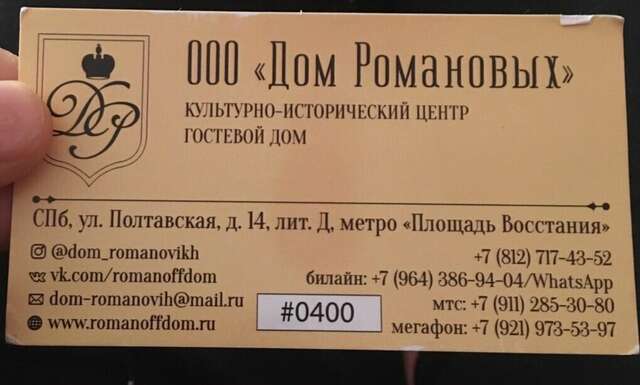 ДР
ООО «Дом Романовых»
КУЛЬТУРНО-ИСТОРИЧЕСКИЙ ЦЕНТР
ГОСТЕВОЙ ДОМ
СПб, ул. Полтавская, д. 14, лит. Д, метро «Площадь Восстания»
@dom_romanovikh
vk.com/romanoffdom
dom-romanovih@mail.ru
www.romanoffdom.ru
#0400
+7 (812) 717-43-52
билайн: +7 (964) 386-94-04/WhatsApp
мтс: +7 (911) 285-30-80
мегафон: +7 (921) 973-53-97